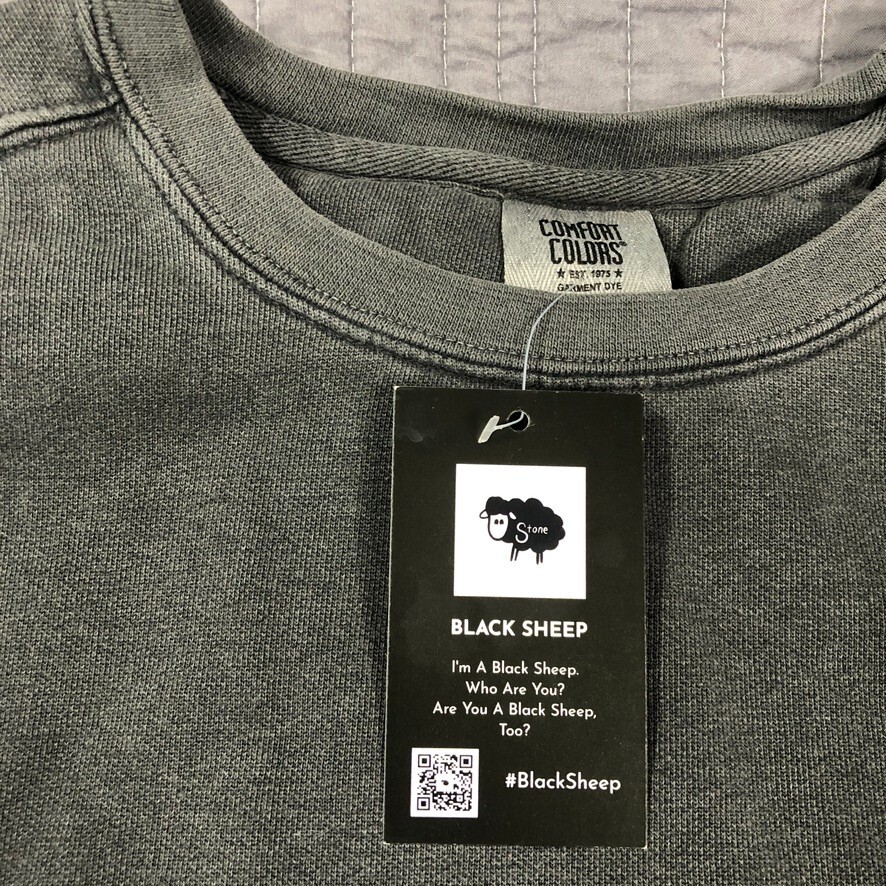 COMFORT
COLORS®
★ EST. 1975 ★
GARMENT DYE
Stone
BLACK SHEEP
I'm A Black Sheep.
Who Are You?
Are You A Black Sheep,
Too?
#BlackSheep